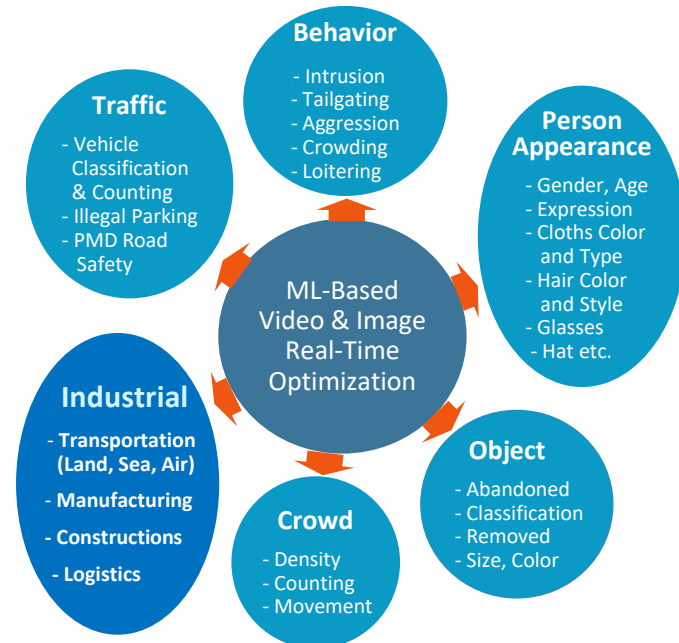 Behavior
- Intrusion
- Tailgating
- Aggression
- Crowding
- Loitering
Traffic
- Vehicle
Classification
& Counting
- Illegal Parking
- PMD Road
Safety
Person
Appearance
- Gender, Age
- Expression
- Cloths Color
and Type
- Hair Color
and Style
- Glasses
- Hat etc.
ML-Based
Video & Image
Real-Time
Optimization
Industrial
- Transportation
(Land, Sea, Air)
- Manufacturing
- Constructions
- Logistics
Crowd
- Density
- Counting
- Movement
Object
- Abandoned
- Classification
- Removed
- Size, Color